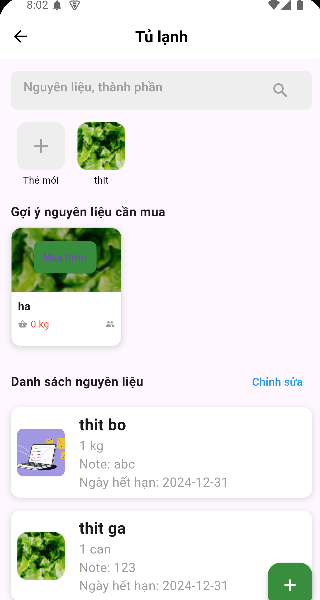 8:02
Tủ lạnh
Nguyên liệu, thành phần
Thẻ mới
thit
Gợi ý nguyên liệu cần mua
Mua thêm
ha
0 kg
Danh sách nguyên liệu
Chỉnh sửa
thit bo
1 kg
Note: abc
Ngày hết hạn: 2024-12-31
thit ga
1 can
Note: 123
Ngày hết hạn: 2024-12-31